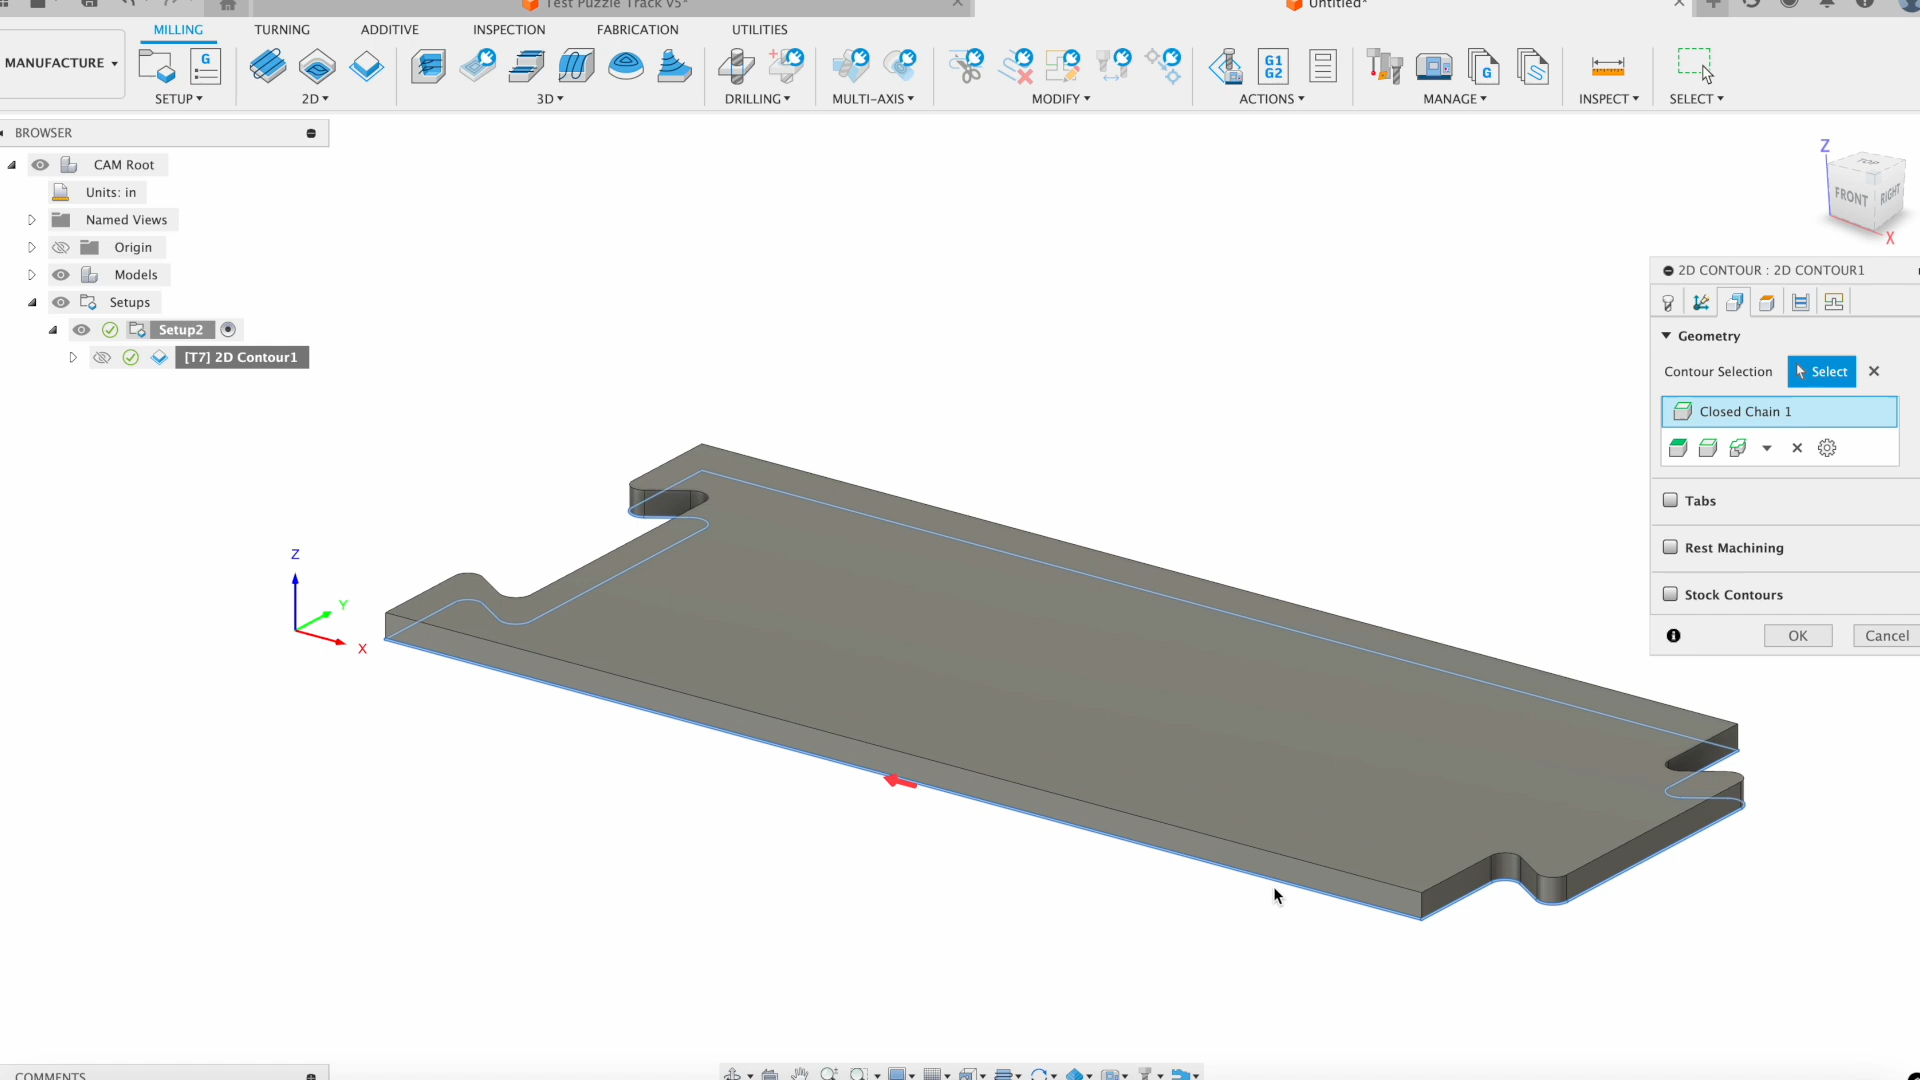 Test Puzzle Track v5*
Untitled*
MILLING TURNING ADDITIVE INSPECTION FABRICATION UTILITIES
MANUFACTURE
G
G1
G2
G
SETUP 2D 3D DRILLING MULTI-AXIS MODIFY ACTIONS MANAGE INSPECT SELECT
BROWSER
CAM Root
Units: in
Named Views
Origin
Models
Setups
Setup2
[T7] 2D Contour1
Z
TOP
FRONT
RIGHT
X
2D CONTOUR : 2D CONTOUR1
Geometry
Contour Selection Select
Closed Chain 1
Tabs
Rest Machining
Stock Contours
OK Cancel
Z
Y
X
COMMENTS